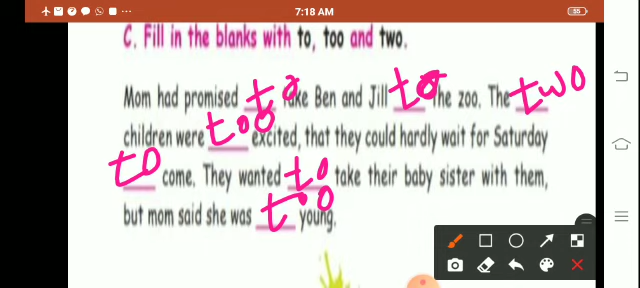 7:18 AM
55
C. Fill in the blanks with to, too and two.
Mom had promised to take Ben and Jill to the zoo. The two
children were too excited, that they could hardly wait for Saturday
to come. They wanted to take their baby sister with them,
but mom said she was too young.